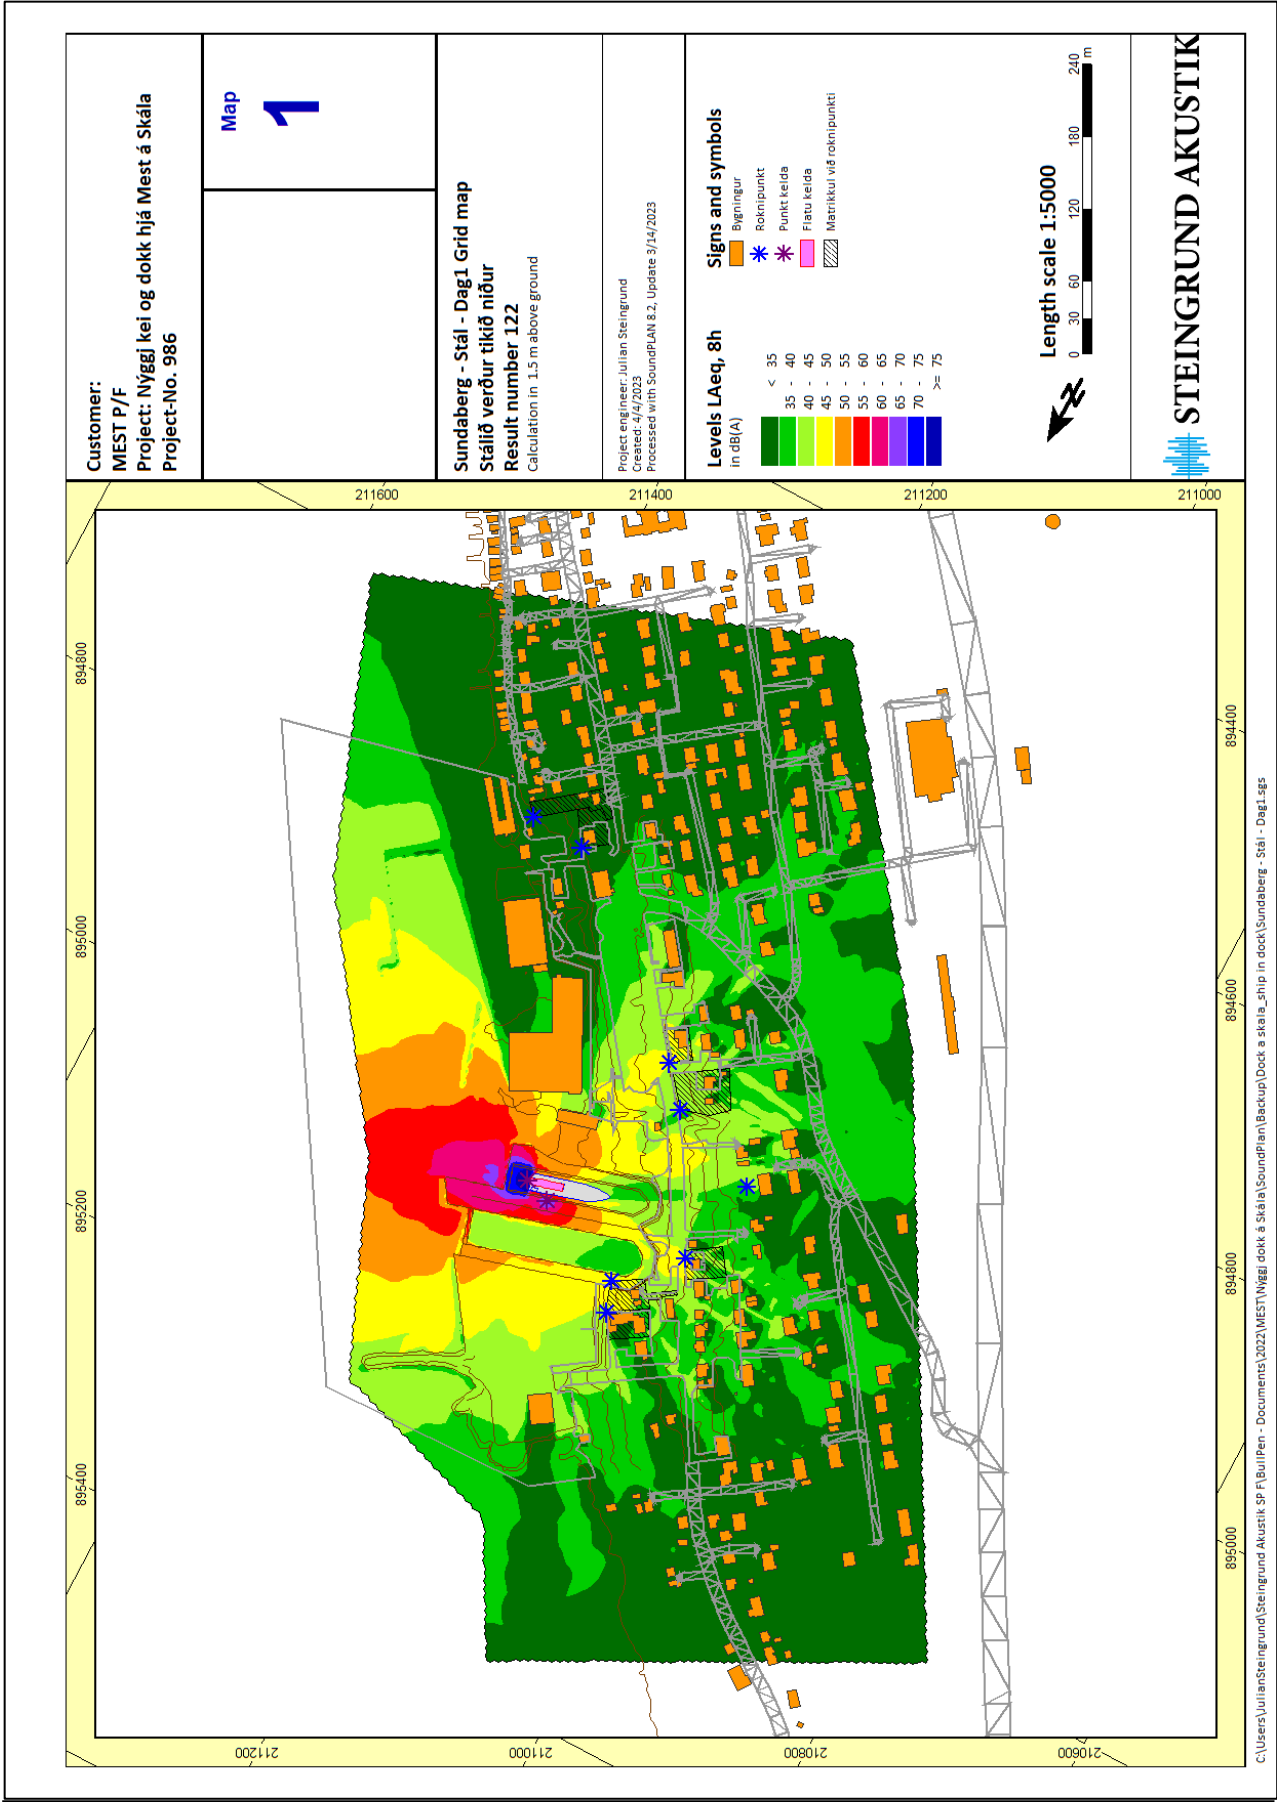 Customer:
MEST P/F
Project: Nýggj kei og dokk hjá Mest á Skála
Project-No. 986
Map
1
Sundaberg - Stál - Dag1 Grid map
Stálið verður tikið niður
Result number 122
Calculation in 1.5 m above ground
Project engineer: Julian Steingrund
Created: 4/4/2023
Processed with SoundPLAN 8.2, Update 3/14/2023
Levels LAeq, 8h
in dB(A)
< 35
35 - 40
40 - 45
45 - 50
50 - 55
55 - 60
60 - 65
65 - 70
70 - 75
>= 75
Signs and symbols
Bygningur
Roknipunkt
Punkt kelda
Flatu kelda
Matrikkul við roknipunkti
Length scale 1:5000
0 30 60 120 180 240
m
N
STEINGRUND AKUSTIK
211600
211400
211200
211000
894800
895000
895200
895400
894400
894600
894800
895000
211200
211000
210800
210600
C:\Users\JulianSteingrund\Steingrund Akustik SP F\BullPen - Documents\2022\MEST\Nýggj dokk á Skála\SoundPlan\Backup\Dock a skala_ship in dock\Sundaberg - Stál - Dag1.sgs